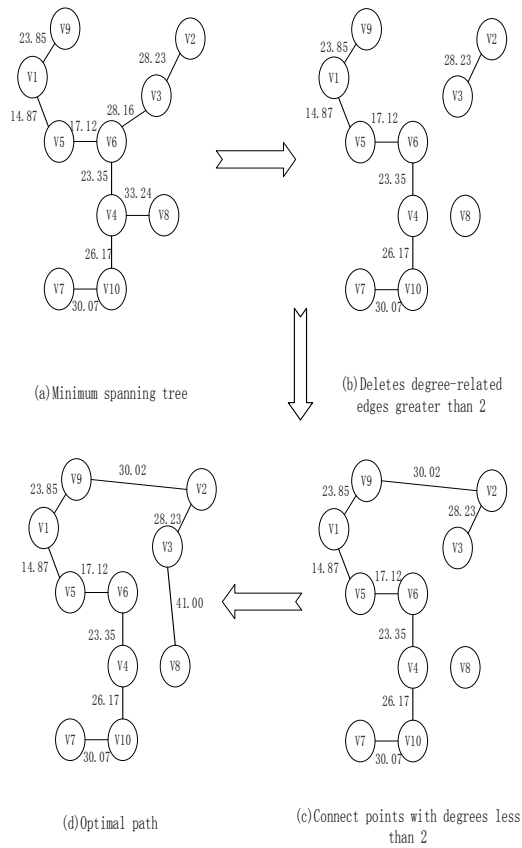 V9
23.85
V2
V1
28.23
V3
14.87
17.12
28.16
V5
V6
23.35
33.24
V4
V8
26.17
V7
V10
30.07
(a)Minimum spanning tree
V9
23.85
V2
V1
28.23
V3
14.87
17.12
V5
V6
23.35
V4
V8
26.17
V7
V10
30.07
(b)Deletes degree-related
edges greater than 2
V9
30.02
V2
23.85
V1
28.23
V3
14.87
17.12
V5
V6
41.00
23.35
V4
V8
26.17
V7
V10
30.07
(d)Optimal path
V9
30.02
V2
23.85
V1
28.23
V3
14.87
17.12
V5
V6
23.35
V4
V8
26.17
V7
V10
30.07
(c)Connect points with degrees less
than 2